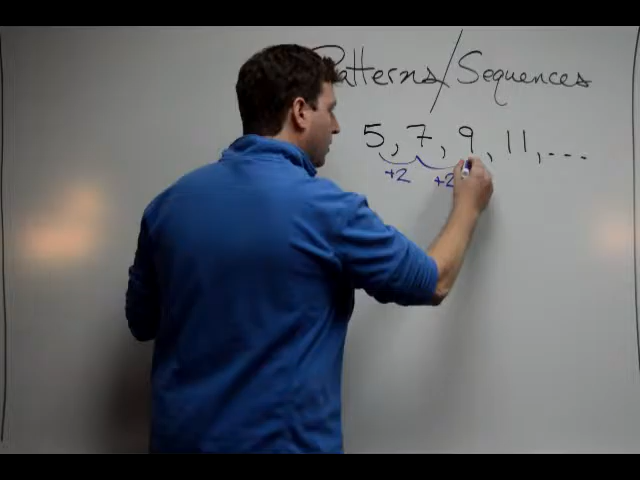 Patterns/Sequences
5, 7, 9, 11, ...
+2 +2